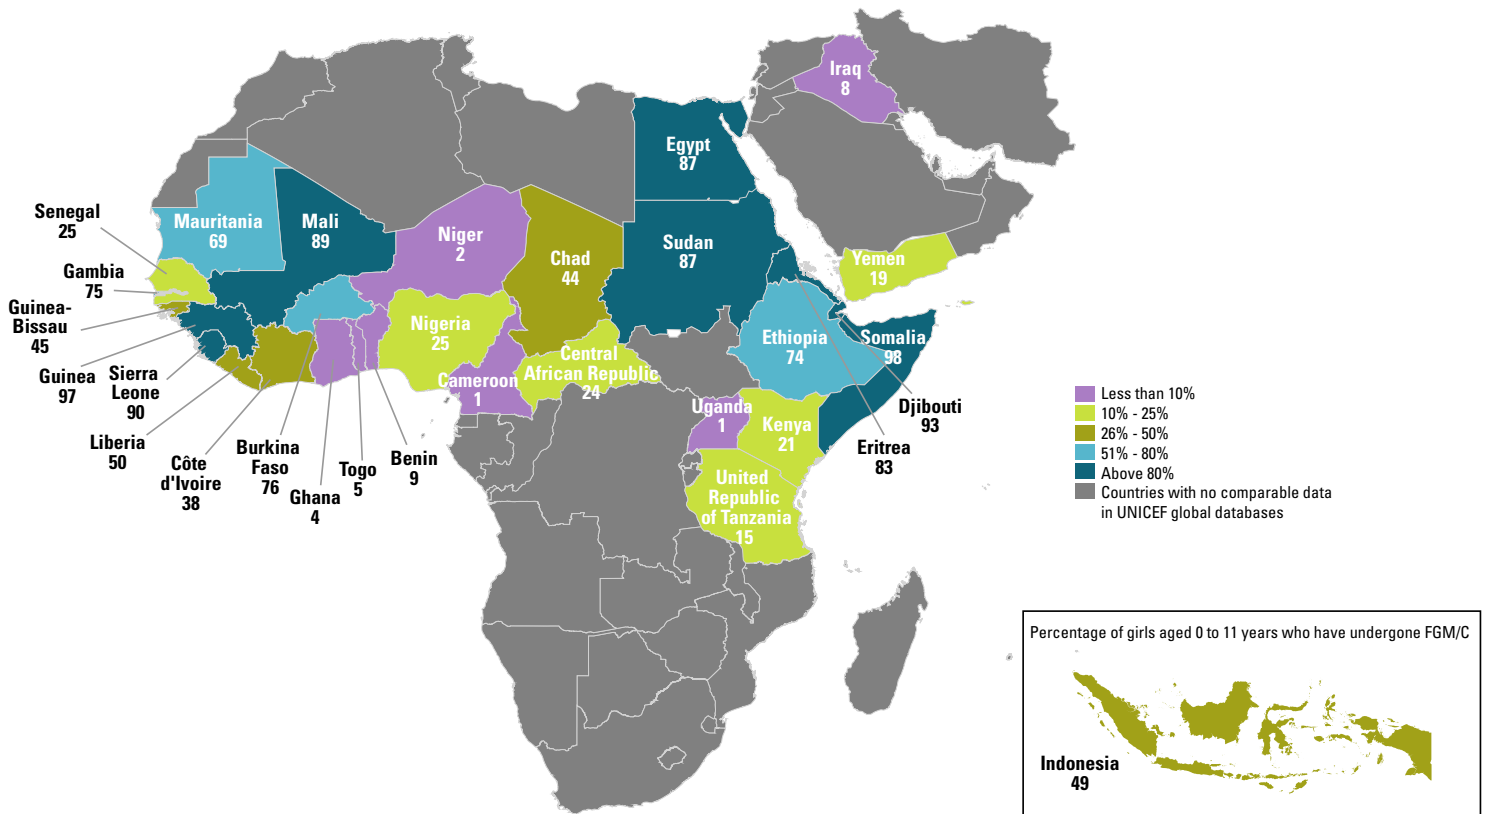 Iraq
8
Egypt
87
Senegal
25
Mauritania
69
Mali
89
Niger
2
Chad
44
Sudan
87
Yemen
19
Gambia
75
Guinea-
Bissau
45
Nigeria
25
Ethiopia
74
Somalia
98
Guinea
97
Sierra
Leone
90
Central
African Republic
24
Cameroon
1
Uganda
1
Kenya
21
Djibouti
93
Eritrea
83
Liberia
50
Côte
d'Ivoire
38
Burkina
Faso
76
Ghana
4
Togo
5
Benin
9
United
Republic
of Tanzania
15
Less than 10%
10% - 25%
26% - 50%
51% - 80%
Above 80%
Countries with no comparable data
in UNICEF global databases
Percentage of girls aged 0 to 11 years who have undergone FGM/C
Indonesia
49